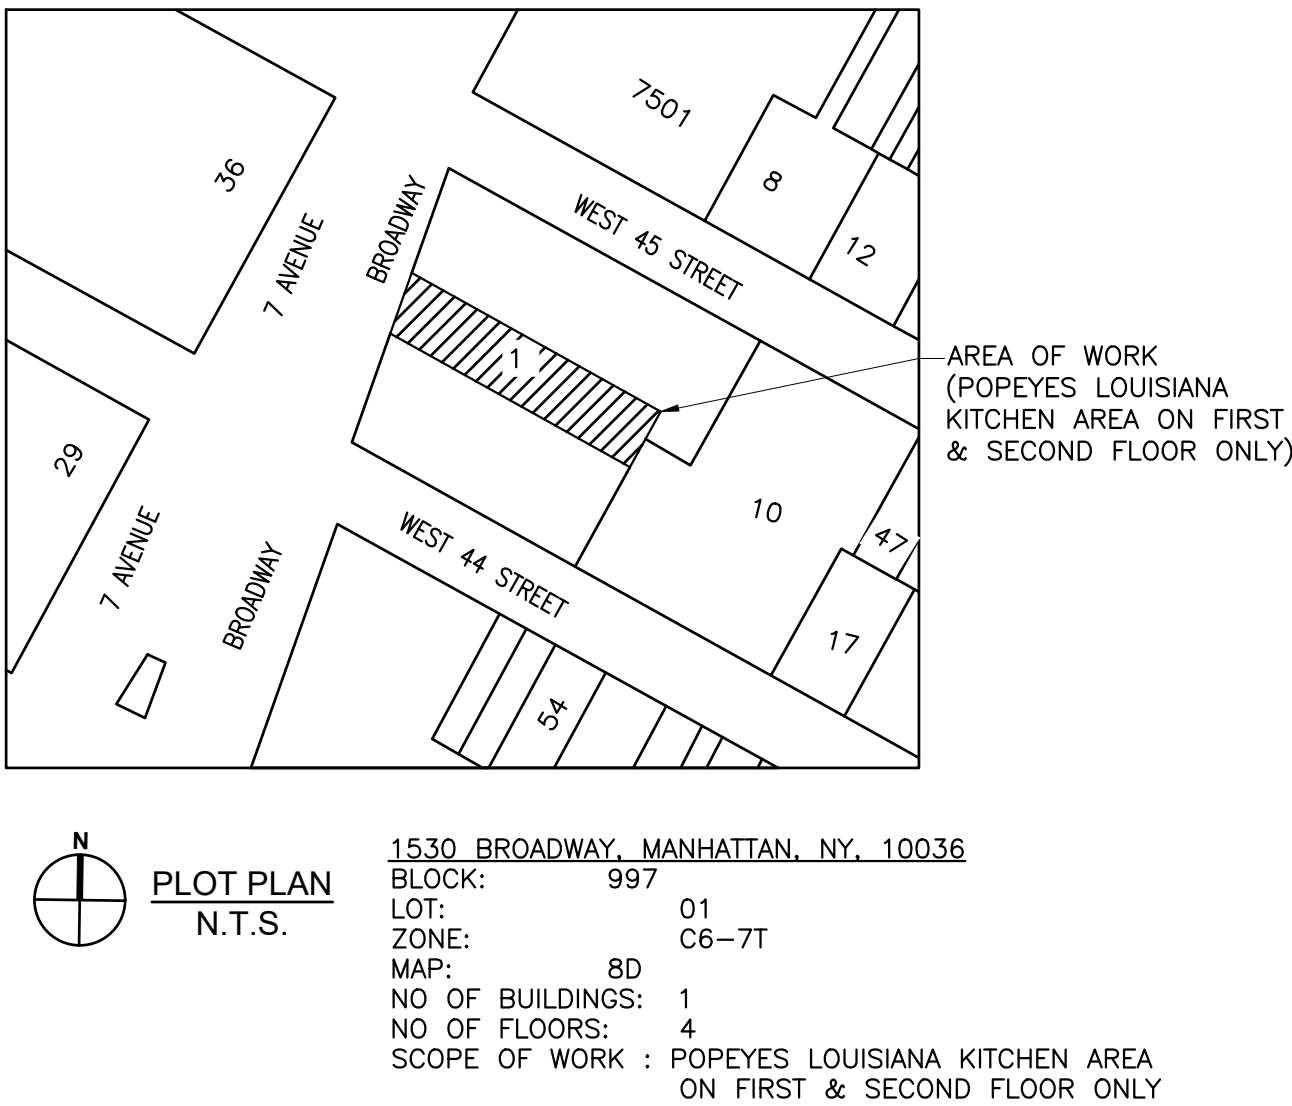 7501
36
8
BROADWAY
WEST 45 STREET
7 AVENUE
12
1
AREA OF WORK
(POPEYES LOUISIANA
KITCHEN AREA ON FIRST
& SECOND FLOOR ONLY)
29
10
WEST 44 STREET
47
7 AVENUE
BROADWAY
17
54
N
PLOT PLAN
N.T.S.
1530 BROADWAY, MANHATTAN, NY, 10036
BLOCK: 997
LOT: 01
ZONE: C6-7T
MAP: 8D
NO OF BUILDINGS: 1
NO OF FLOORS: 4
SCOPE OF WORK : POPEYES LOUISIANA KITCHEN AREA
ON FIRST & SECOND FLOOR ONLY